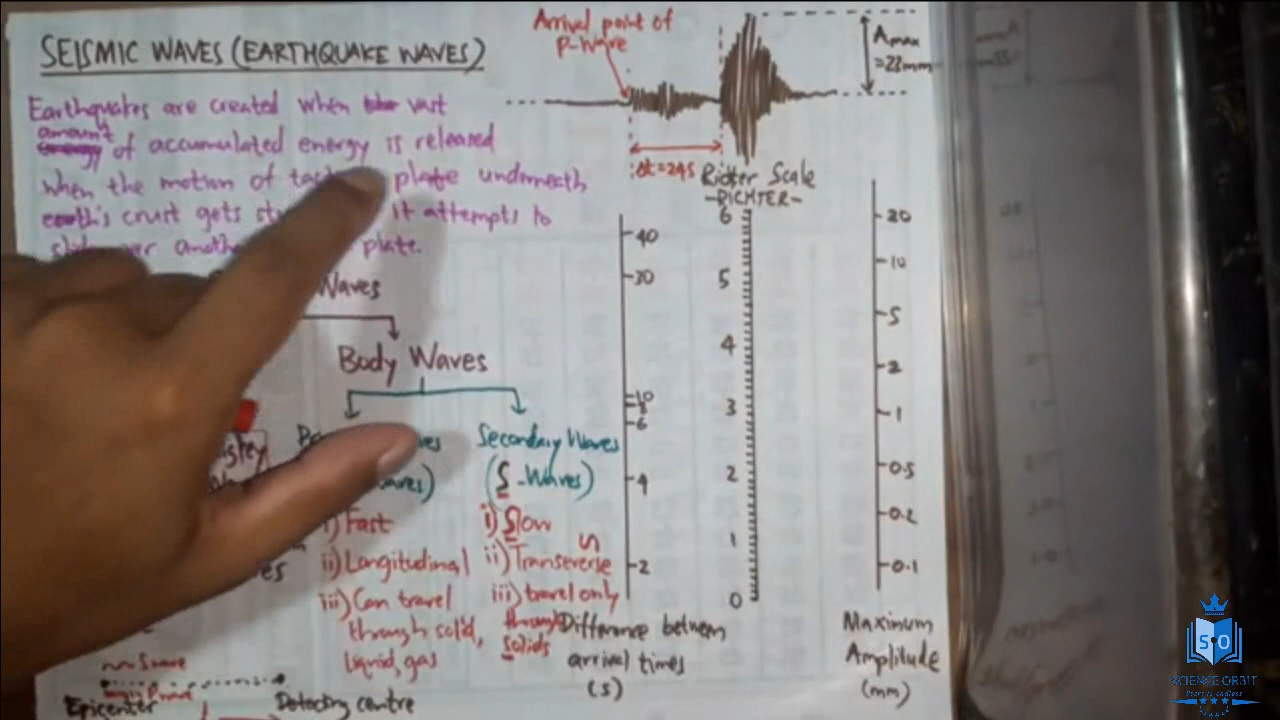 SEISMIC WAVES (EARTHQUAKE WAVES)
Earthquakes are created when vast
amount of accumulated energy is released
when the motion of plate underneath
earth's crust gets it attempts to
plate.
Waves
Body Waves
Secondary Waves
(S-Waves)
i) Fast
ii) Longitudinal
iii) Can travel
through solid,
liquid, gas
i) Slow
ii) Transeverse
iii) travel only
through
solids
S wave
P wave
Epicenter
Detecting centre
Arrival point of
P-wave
Δt=24s
Amax
=23mm
Richter Scale
-RICHTER-
40
30
10
8
6
4
2
Difference between
arrival times
(s)
6
5
4
3
2
1
0
20
10
5
2
1
0.5
0.2
0.1
Maximum
Amplitude
(mm)
S O
SCIENCE ORBIT